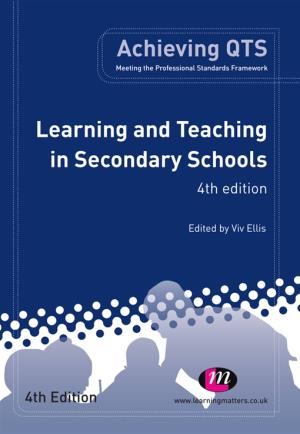 Achieving QTS
Meeting the Professional Standards Framework
Learning and Teaching
in Secondary Schools
4th edition
Edited by Viv Ellis
m
4th Edition
www.learningmatters.co.uk